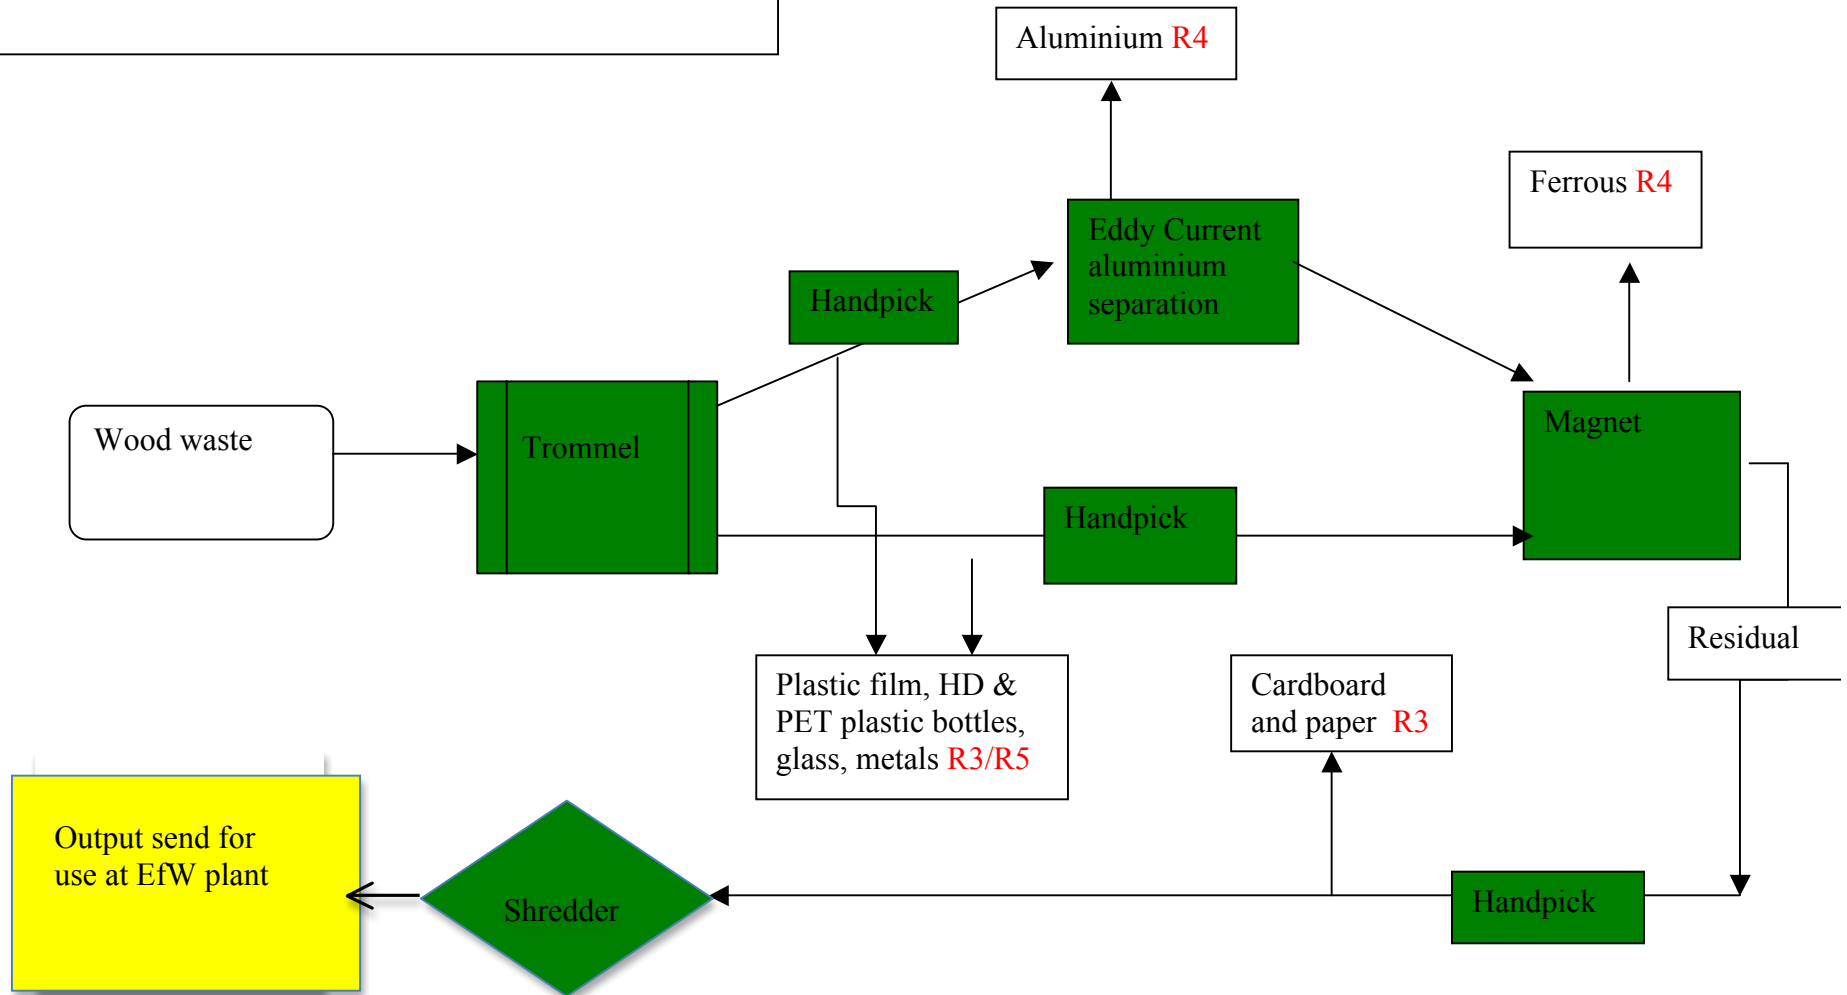 Aluminium R4
Ferrous R4
Eddy Current
aluminium
separation
Handpick
Wood waste
Trommel
Magnet
Handpick
Residual
Plastic film, HD &
PET plastic bottles,
glass, metals R3/R5
Cardboard
and paper R3
Output send for
use at EfW plant
Shredder
Handpick